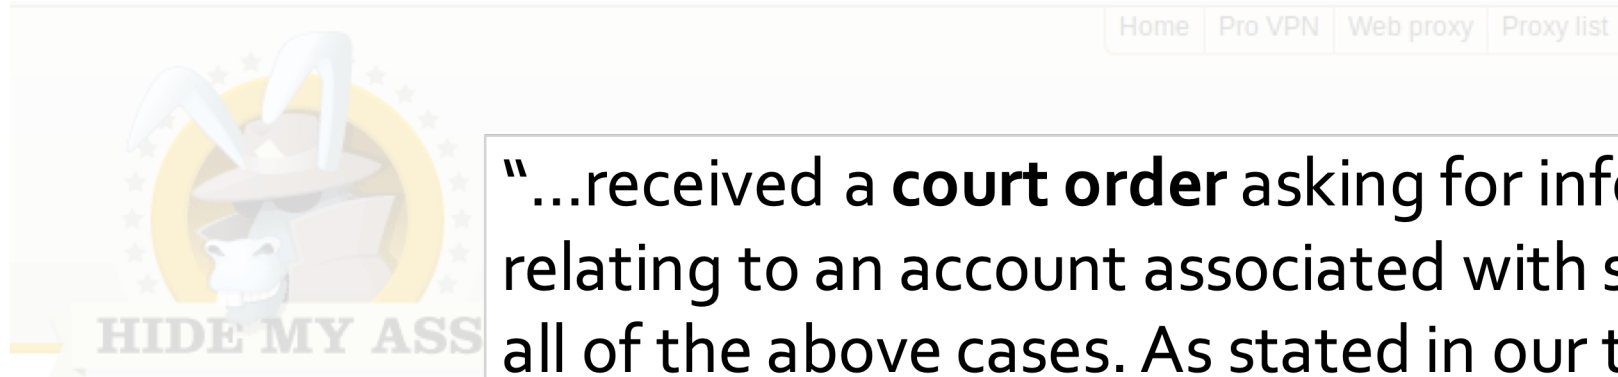 Home Pro VPN Web proxy Proxy list
“...received a court order asking for
relating to an account associated with
all of the above cases. As stated in our
HIDE MY ASS